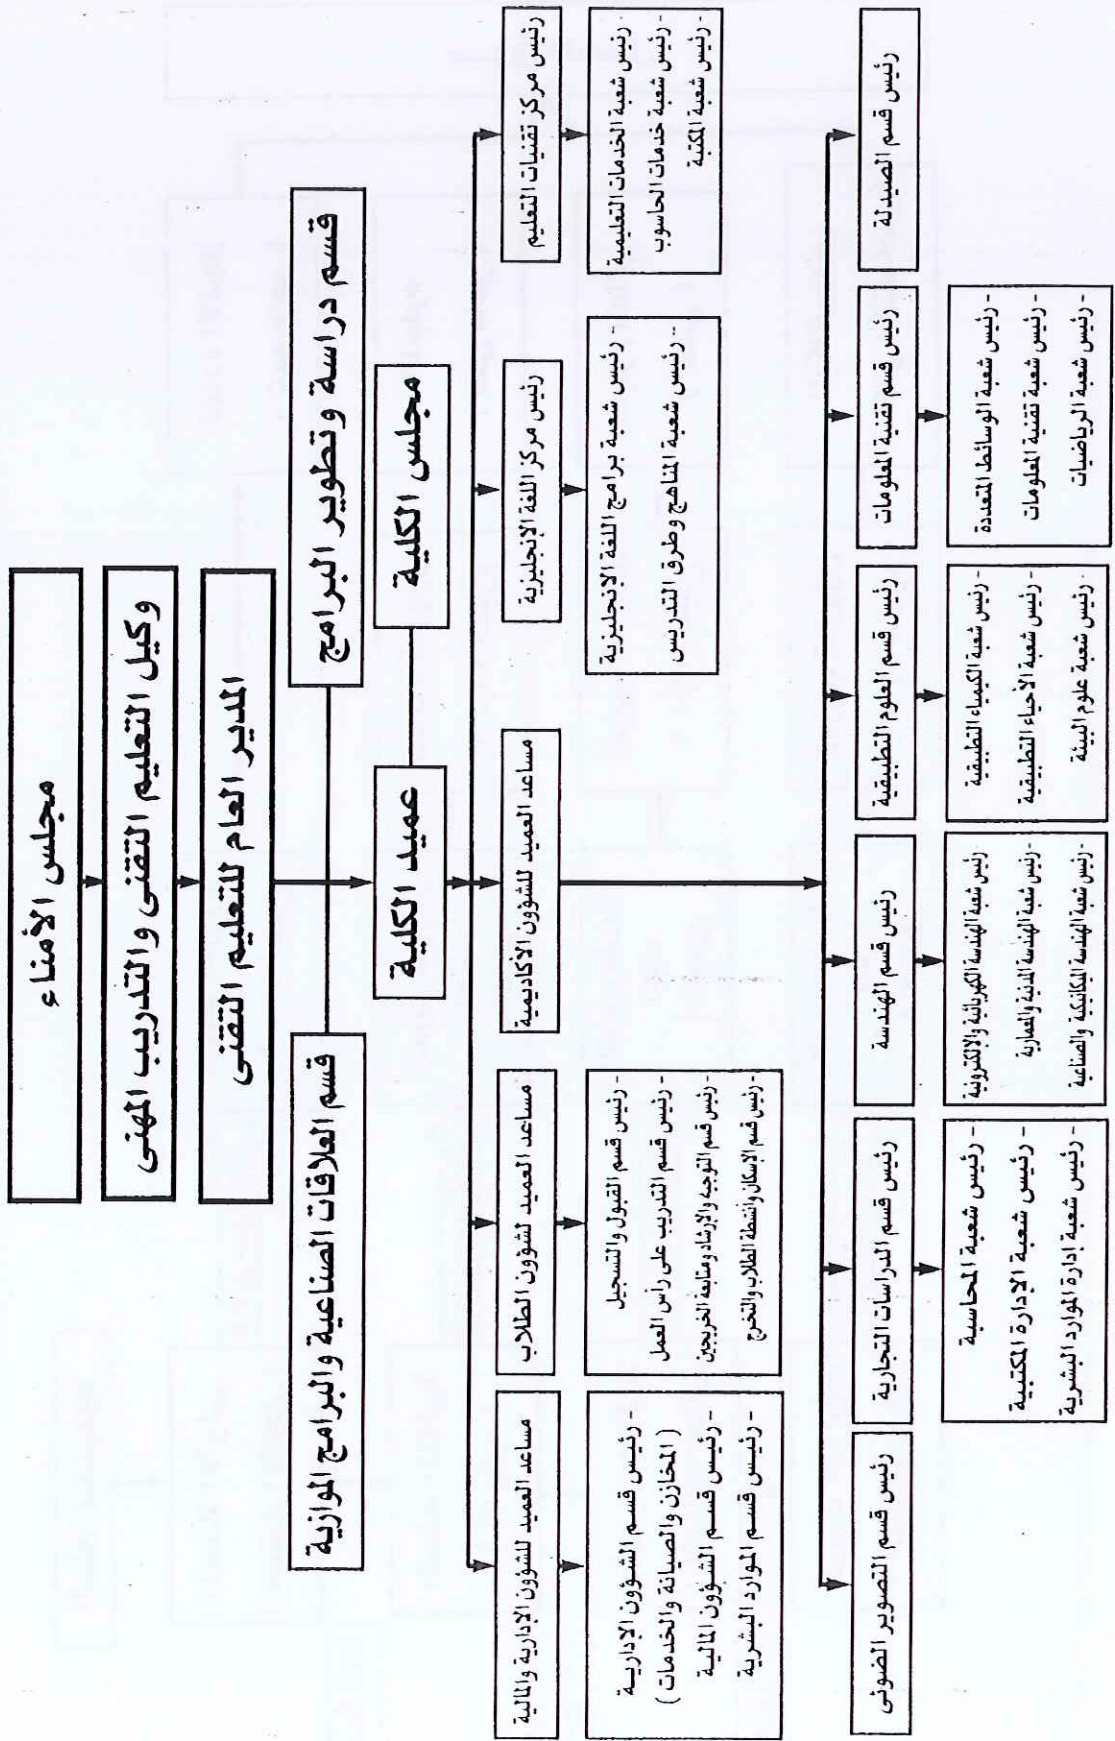 مجلس الأمناء
وكيل التعليم التقنى والتدريب المهنى
المدير العام للتعليم التقنى
قسم دراسة وتطوير البرامج
قسم العلاقات الصناعية والبرامج الموازية
مجلس الكلية
عميد الكلية
رئيس مركز تقنيات التعليم
رئيس مركز اللغة الإنجليزية
مساعد العميد للشؤون الأكاديمية
مساعد العميد لشؤون الطلاب
مساعد العميد للشؤون الإدارية والمالية
- رئيس شعبة الخدمات التعليمية
- رئيس شعبة خدمات الحاسوب
- رئيس شعبة المكتبة
- رئيس شعبة برامج اللغة الإنجليزية
- رئيس شعبة المناهج وطرق التدريس
- رئيس قسم القبول والتسجيل
- رئيس قسم التدريب على رأس العمل
- رئيس قسم التوجيه والإرشاد ومتابعة الخريجين
- رئيس قسم الإسكان وأنشطة الطلاب والتخرج
- رئيس قسم الشؤون الإدارية
( المخازن والصيانة والخدمات )
- رئيس قسم الشؤون المالية
- رئيس قسم الموارد البشرية
رئيس قسم الصيدلة
رئيس قسم تقنية المعلومات
رئيس قسم العلوم التطبيقية
رئيس قسم الهندسة
رئيس قسم الدراسات التجارية
رئيس قسم التصوير الضوئى
- رئيس شعبة الوسائط المتعددة
- رئيس شعبة تقنية المعلومات
- رئيس شعبة الرياضيات
- رئيس شعبة الكيمياء التطبيقية
- رئيس شعبة الأحياء التطبيقية
- رئيس شعبة علوم البيئة
- رئيس شعبة الهندسة الكهربائية والإلكترونية
- رئيس شعبة الهندسة المدنية والمعمارية
- رئيس شعبة الهندسة الميكانيكية والصناعية
- رئيس شعبة المحاسبة
- رئيس شعبة الإدارة المكتبية
- رئيس شعبة إدارة الموارد البشرية